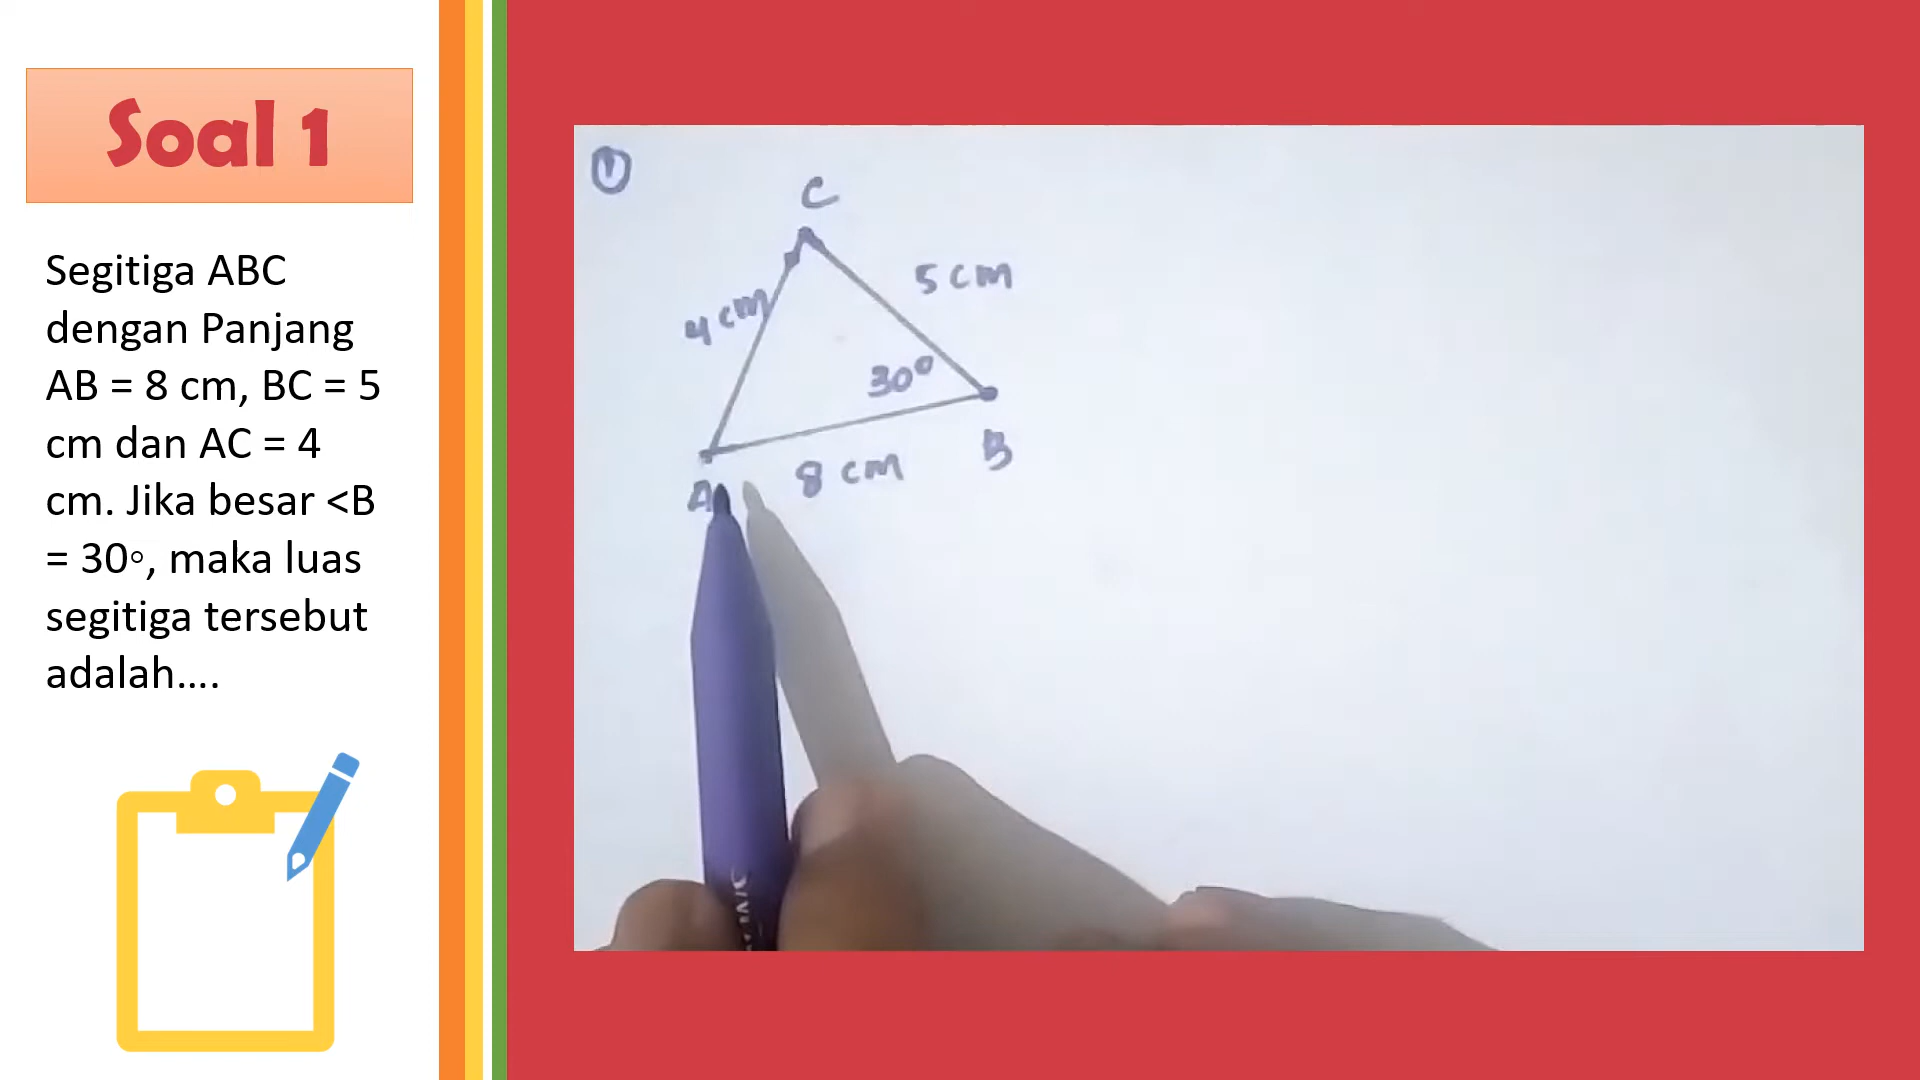 Soal 1
Segitiga ABC
dengan Panjang
AB = 8 cm, BC = 5
cm dan AC = 4
cm. Jika besar <B
= 30°, maka luas
segitiga tersebut
adalah....
1
C
5 cm
4 cm
30°
8 cm
B
A